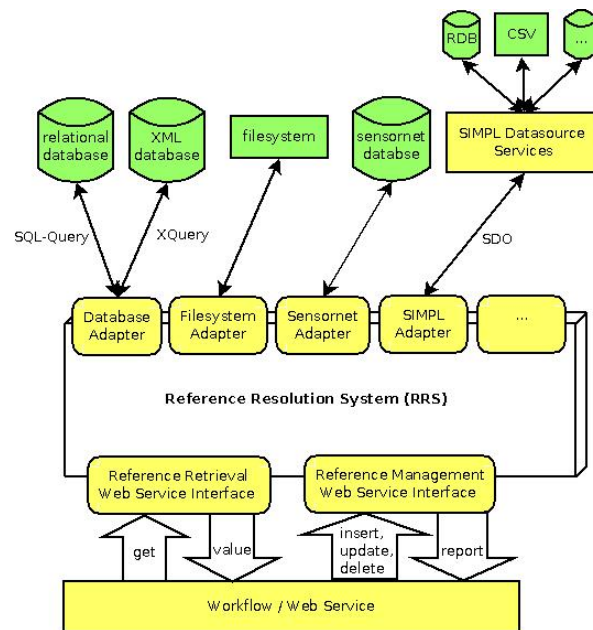 RDB
CSV
...
relational
database
XML
database
filesystem
sensornet
databse
SIMPL Datasource
Services
SQL-Query
XQuery
SDO
Database
Adapter
Filesystem
Adapter
Sensornet
Adapter
SIMPL
Adapter
...
Reference Resolution System (RRS)
Reference Retrieval
Web Service Interface
Reference Management
Web Service Interface
get
value
insert,
update,
delete
report
Workflow / Web Service